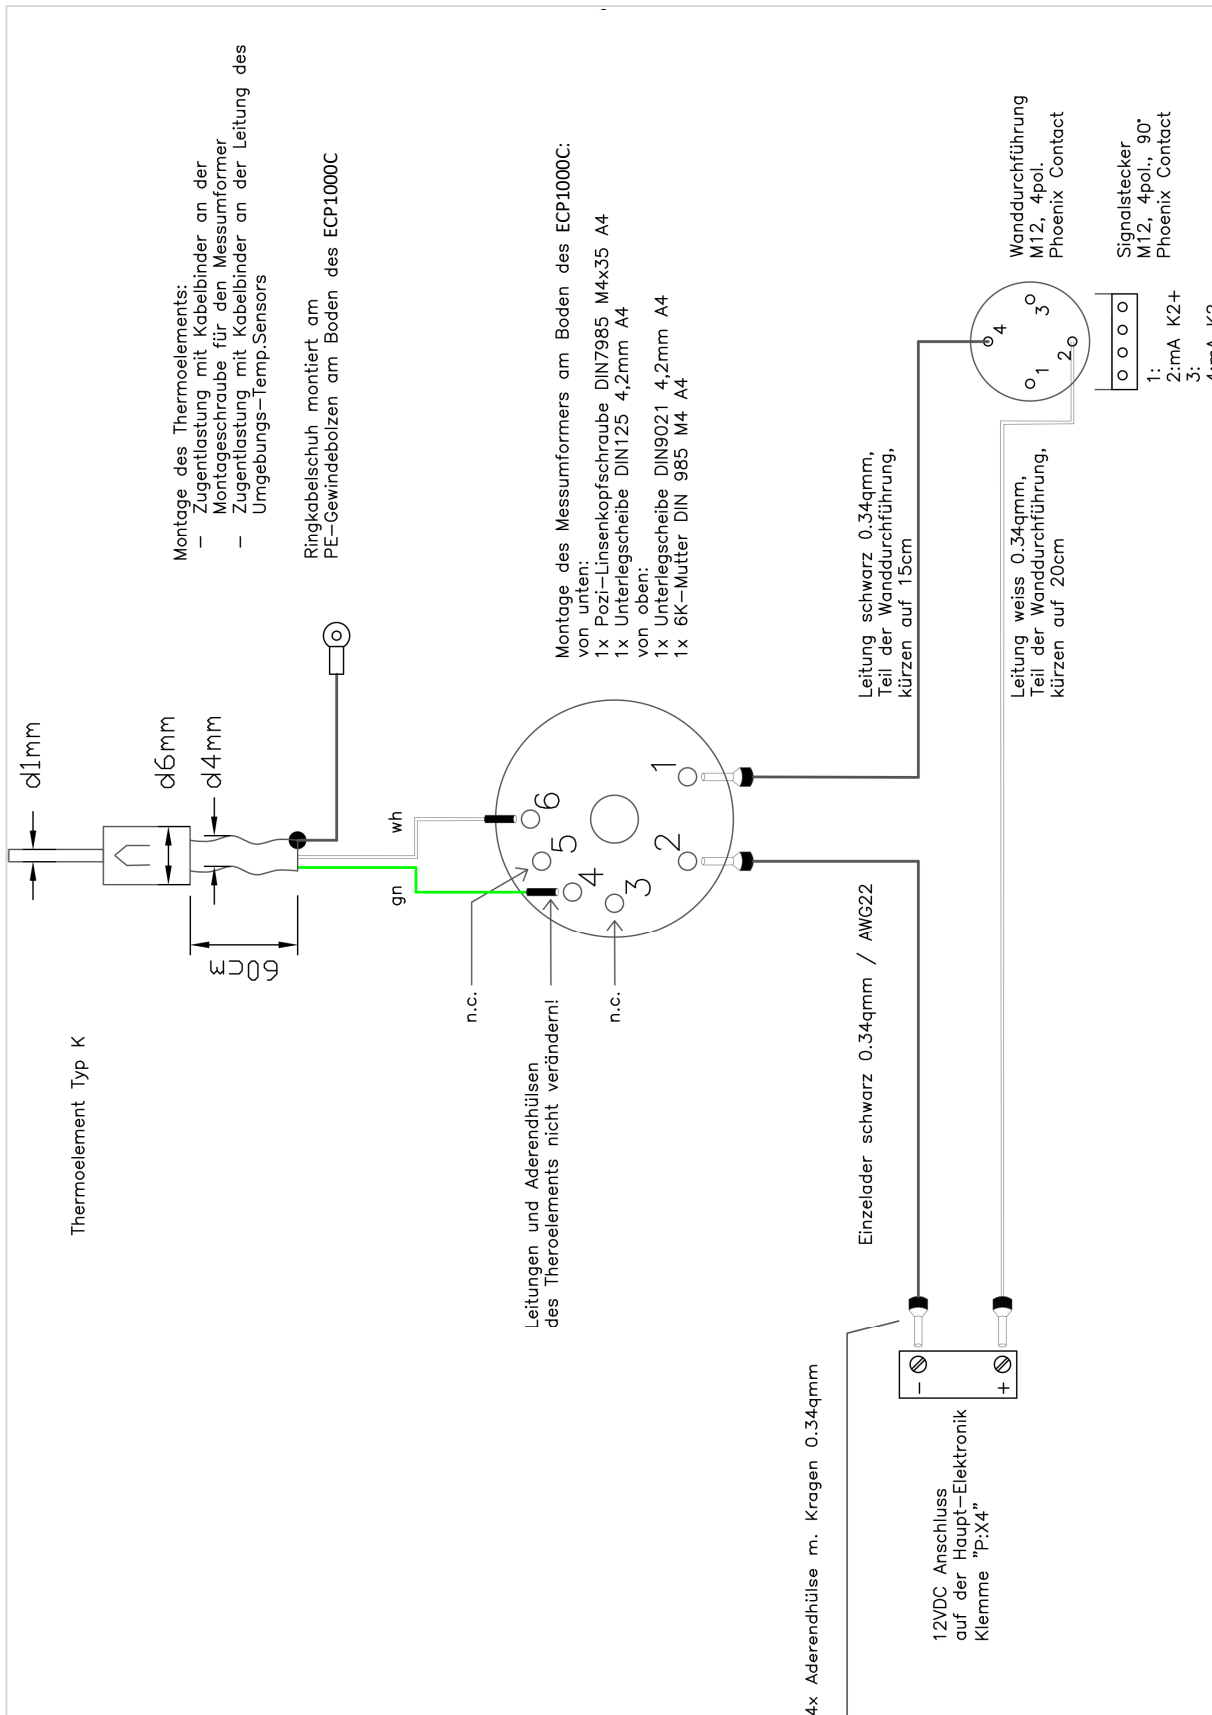 Thermoelement Typ K
d1mm
d6mm
d4mm
60cm
Montage des Thermoelements:
– Zugentlastung mit Kabelbinder an der
Montageschraube für den Messumformer
– Zugentlastung mit Kabelbinder an der Leitung des
Umgebungs–Temp.Sensors
Ringkabelschuh montiert am
PE–Gewindebolzen am Boden des ECP1000C
gn
wh
n.c.
Leitungen und Aderendhülsen
des Theroelements nicht verändern!
n.c.
1
2
3
4
5
6
Montage des Messumformers am Boden des ECP1000C:
von unten:
1x Pozi–Linsenkopfschraube DIN7985 M4x35 A4
1x Unterlegscheibe DIN125 4,2mm A4
von oben:
1x Unterlegscheibe DIN9021 4,2mm A4
1x 6K–Mutter DIN 985 M4 A4
4x Aderendhülse m. Kragen 0.34qmm
Einzelader schwarz 0.34qmm / AWG22
Leitung schwarz 0.34qmm,
Teil der Wanddurchführung,
kürzen auf 15cm
12VDC Anschluss
auf der Haupt–Elektronik
Klemme "P:X4"
–
+
Leitung weiss 0.34qmm,
Teil der Wanddurchführung,
kürzen auf 20cm
1
2
3
4
Wanddurchführung
M12, 4pol.
Phoenix Contact
Signalstecker
M12, 4pol., 90°
Phoenix Contact
1:
2:mA K2+
3: